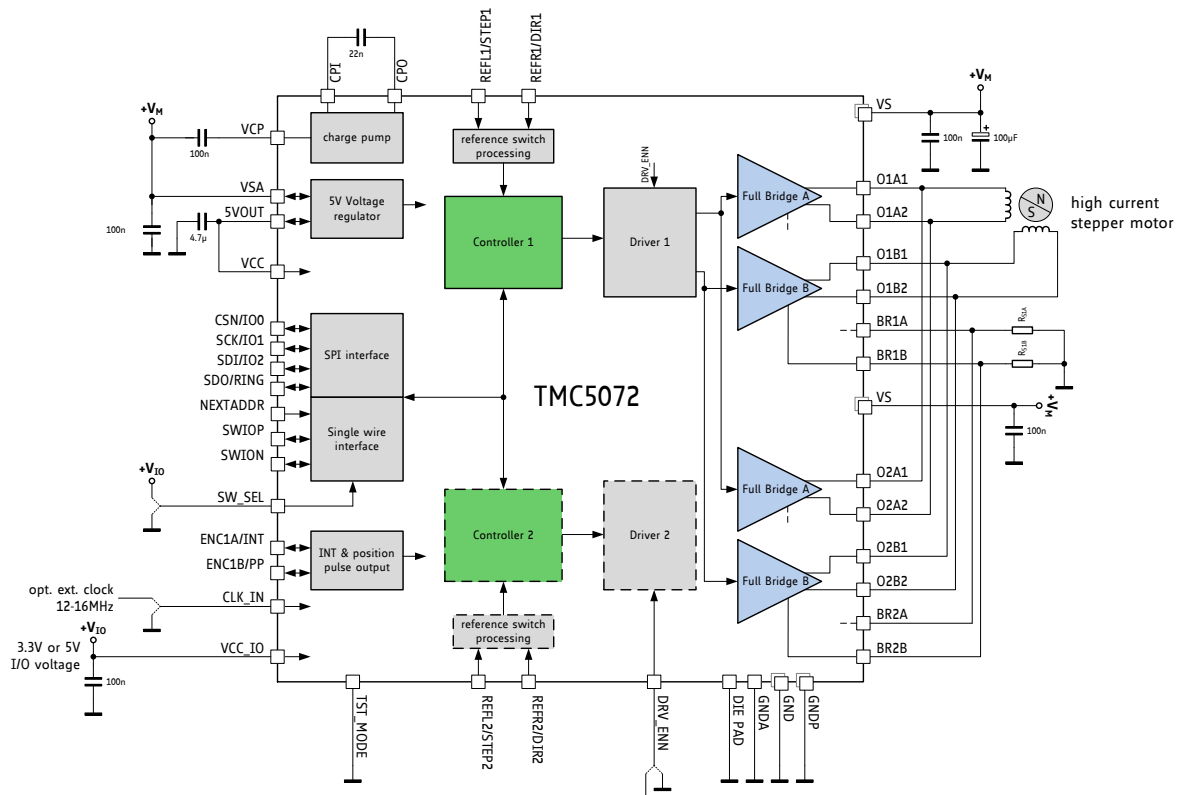 22n
CPI
CPO
REFL1/STEP1
REFR1/DIR1
+VM
VCP
100n
charge pump
reference switch
processing
VS
+VM
100n
+
100µF
VSA
5VOUT
100n
4.7µ
VCC
5V Voltage
regulator
Controller 1
DRV_ENN
Driver 1
Full Bridge A
Full Bridge B
O1A1
O1A2
O1B1
O1B2
BR1A
BR1B
N
S
high current
stepper motor
RS1A
RS1B
CSN/IO0
SCK/IO1
SDI/IO2
SDO/RING
NEXTADDR
SWIOP
SWION
SPI interface
Single wire
interface
TMC5072
VS
+VM
100n
+VIO
SW_SEL
Controller 2
Driver 2
Full Bridge A
Full Bridge B
O2A1
O2A2
O2B1
O2B2
BR2A
BR2B
ENC1A/INT
ENC1B/PP
INT & position
pulse output
opt. ext. clock
12-16MHz
CLK_IN
+VIO
3.3V or 5V
I/O voltage
VCC_IO
100n
reference switch
processing
TST_MODE
REFL2/STEP2
REFR2/DIR2
DRV_ENN
DIE PAD
GNDA
GND
GNDP